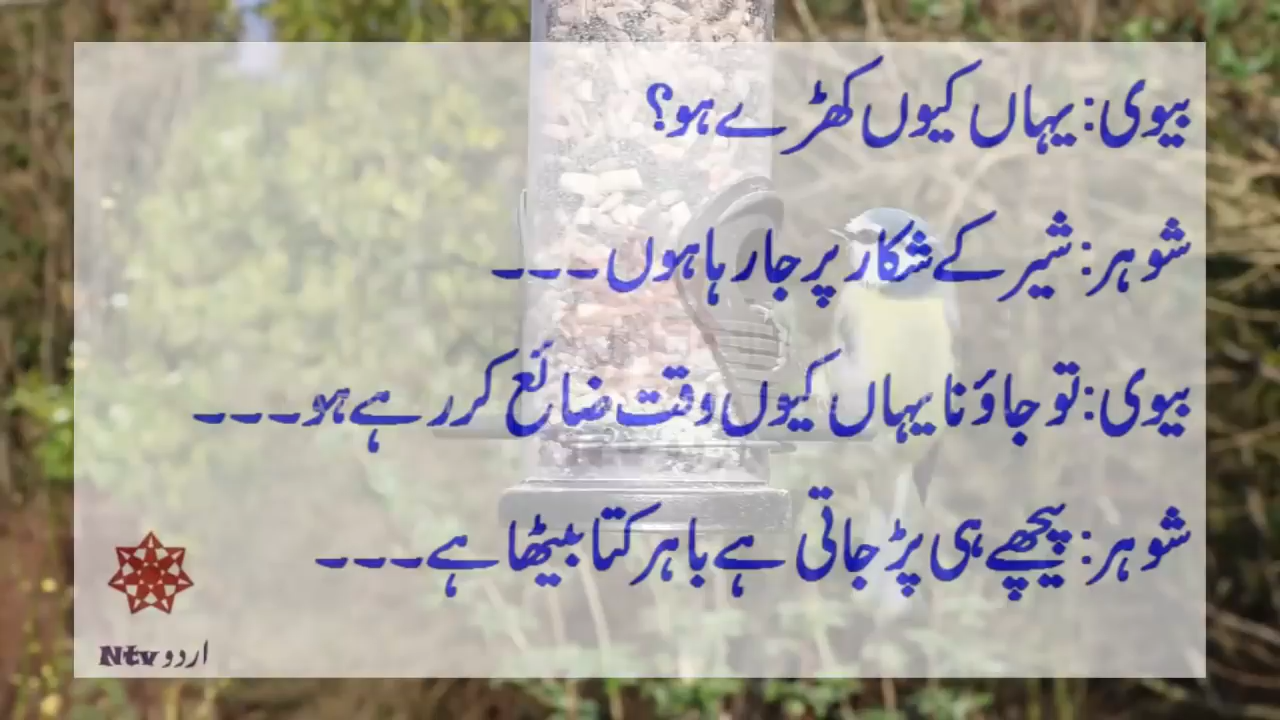 بیوی: یہاں کیوں کھڑے ہو؟
شوہر: شیر کے شکار پر جا رہا ہوں۔۔۔
بیوی: تو جاؤ نا یہاں کیوں وقت ضائع کر رہے ہو۔۔۔
شوہر: پیچھے ہی پڑ جاتی ہے باہر کتا بیٹھا ہے۔۔۔
Ntv اردو